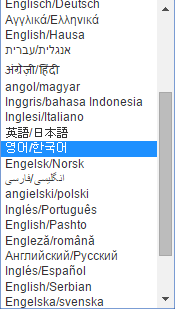 Englisch/Deutsch
Αγγλικά/Ελληνικά
English/Hausa
אנגלית/עברית
अंग्रेज़ी/हिंदी
angol/magyar
Inggris/bahasa Indonesia
Inglesi/Italiano
英語/日本語
영어/한국어
Engelsk/Norsk
انگلیسی/فارسی
angielski/polski
Inglês/Português
English/Pashto
Engleză/română
Английский/Русский
Inglés/Español
English/Serbian
Engelska/svenska